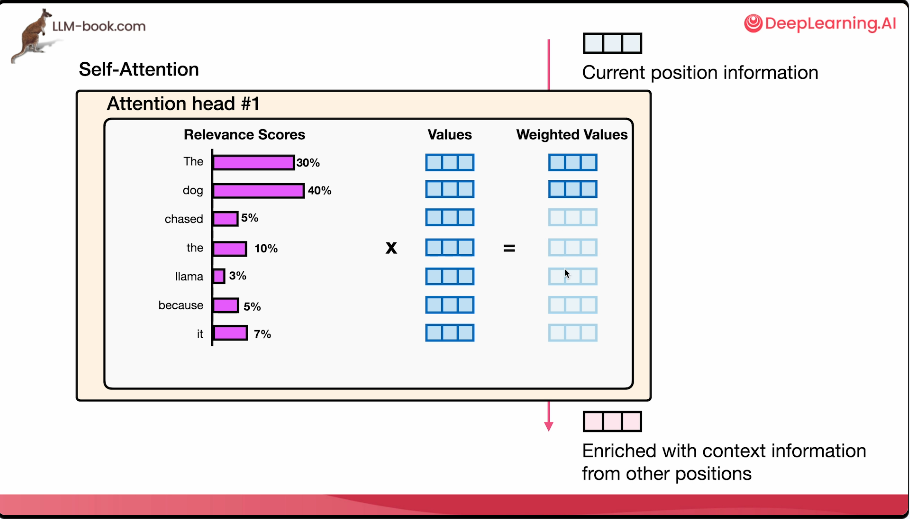 LLM-book.com
DeepLearning.AI
Current position information
Self-Attention
Attention head #1
Relevance Scores Values Weighted Values
The 30%
dog 40%
chased 5%
the 10% x =
llama 3%
because 5%
it 7%
Enriched with context information
from other positions